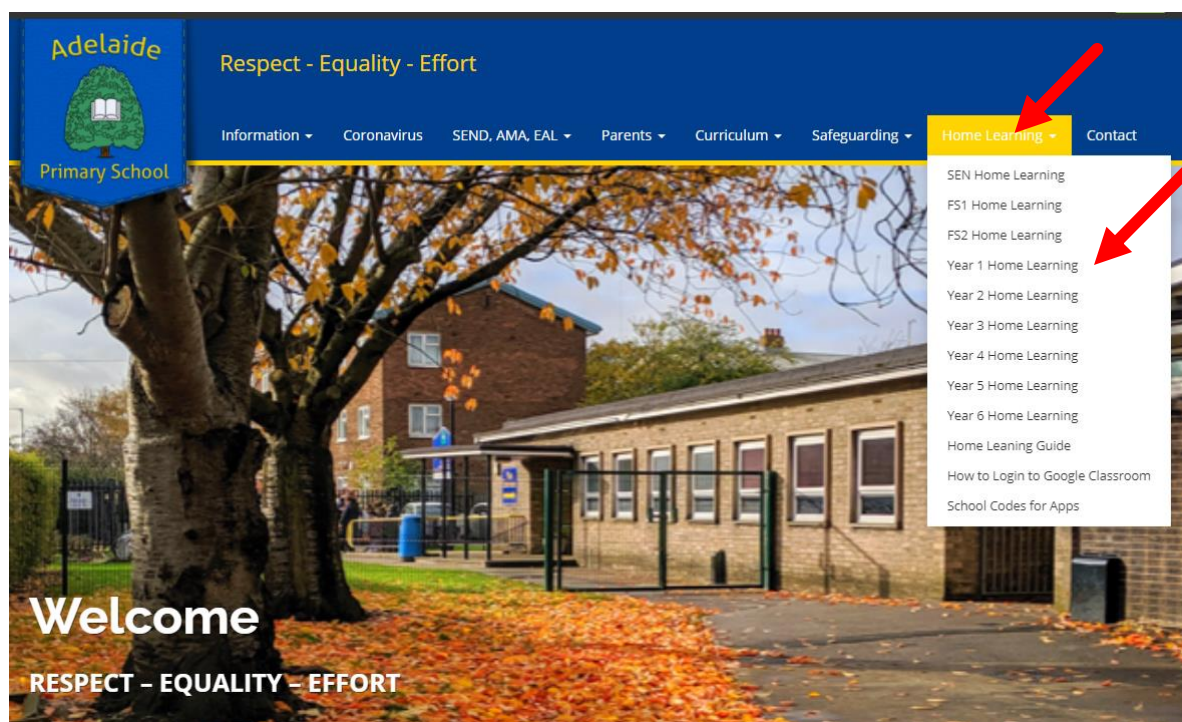 Adelaide
Primary School
Respect - Equality - Effort
Information Coronavirus SEND, AMA, EAL Parents Curriculum Safeguarding Home Learning Contact
SEN Home Learning
FS1 Home Learning
FS2 Home Learning
Year 1 Home Learning
Year 2 Home Learning
Year 3 Home Learning
Year 4 Home Learning
Year 5 Home Learning
Year 6 Home Learning
Home Leaning Guide
How to Login to Google Classroom
School Codes for Apps
Welcome
RESPECT – EQUALITY – EFFORT